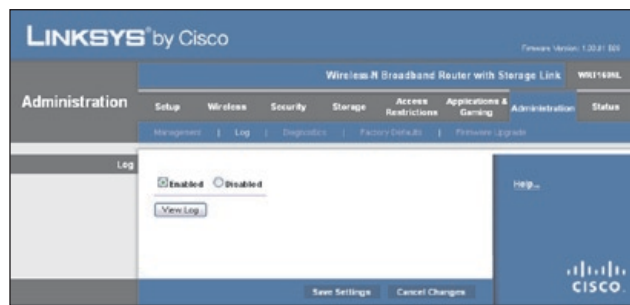 LINKSYS® by Cisco
Firmware Version: 1.00.01 B09
Wireless-N Broadband Router with Storage Link WRT160NL
Administration
Setup Wireless Security Storage Access Restrictions Applications & Gaming Administration Status
Management | Log | Diagnostics | Factory Defaults | Firmware Upgrade
Log
Enabled Disabled
View Log
Help...
Save Settings Cancel Changes
CISCO